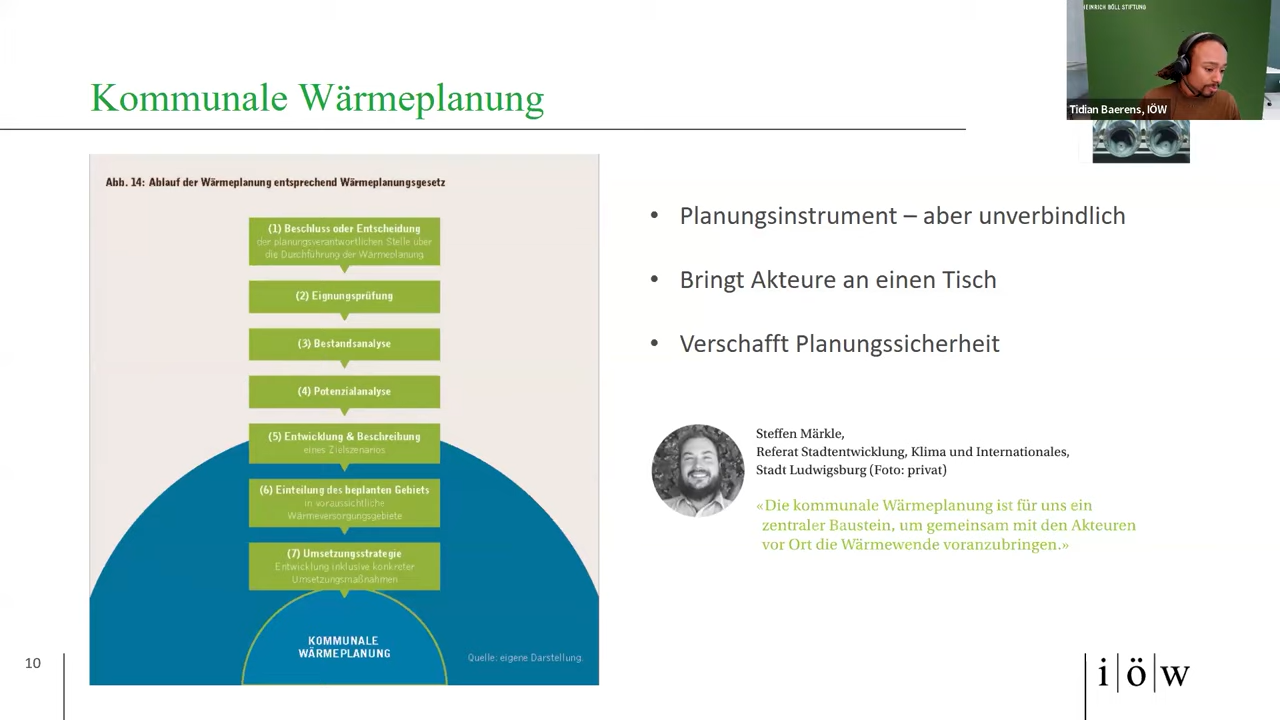 HEINRICH BÖLL STIFTUNG
Tidian Baerens, IÖW
Kommunale Wärmeplanung
Abb. 14: Ablauf der Wärmeplanung entsprechend Wärmeplanungsgesetz
(1) Beschluss oder Entscheidung
der planungsverantwortlichen Stelle über
die Durchführung der Wärmeplanung
(2) Eignungsprüfung
(3) Bestandsanalyse
(4) Potenzialanalyse
(5) Entwicklung & Beschreibung
eines Zielszenarios
(6) Einteilung des beplanten Gebiets
in voraussichtliche
Wärmeversorgungsgebiete
(7) Umsetzungsstrategie
Entwicklung inklusive konkreter
Umsetzungsmaßnahmen
KOMMUNALE
WÄRMEPLANUNG
Quelle: eigene Darstellung.
• Planungsinstrument – aber unverbindlich
• Bringt Akteure an einen Tisch
• Verschafft Planungssicherheit
Steffen Märkle,
Referat Stadtentwicklung, Klima und Internationales,
Stadt Ludwigsburg (Foto: privat)
«Die kommunale Wärmeplanung ist für uns ein
zentraler Baustein, um gemeinsam mit den Akteuren
vor Ort die Wärmewende voranzubringen.»
10
i|ö|w